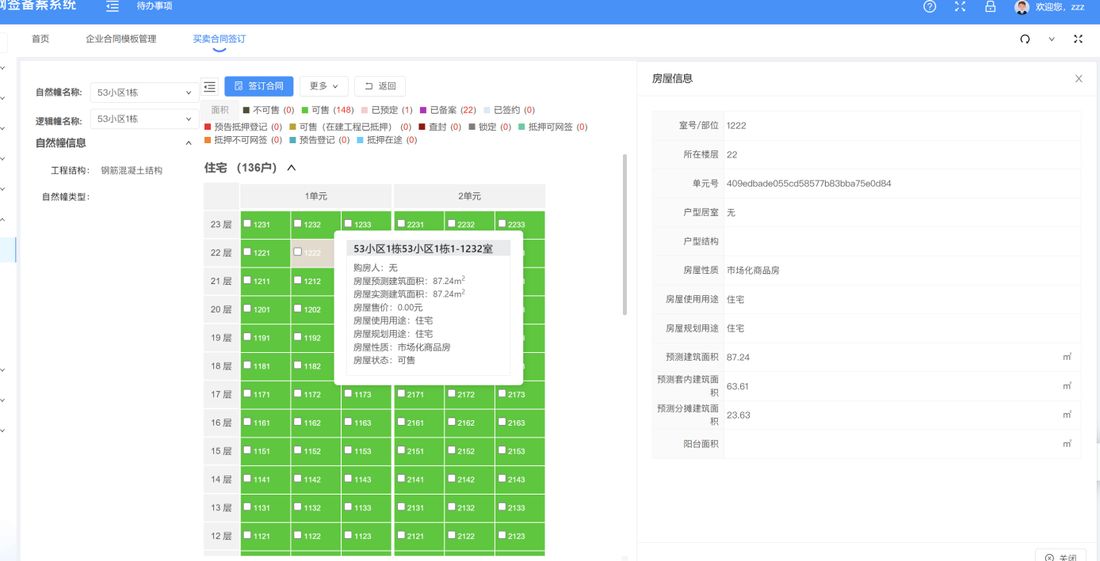 网签备案系统
待办事项
欢迎您，zzz
首页
企业合同模板管理
买卖合同签订
自然幢名称：
53小区1栋
逻辑幢名称：
53小区1栋
自然幢信息
工程结构：
钢筋混凝土结构
自然幢类型：
签订合同
更多
返回
面积 不可售 (0) 可售 (148) 已预定 (1) 已备案 (22) 已签约 (0)
预告抵押登记 (0) 可售（在建工程已抵押） (0) 查封 (0) 锁定 (0) 抵押可网签 (0)
抵押不可网签 (0) 预告登记 (0) 抵押在途 (0)
住宅 （136户）
1单元 2单元
23 层 1231 1232 1233 2231 2232 2233
22 层 1221 1222
21 层 1211 1212
20 层 1201 1202
19 层 1191 1192
18 层 1181 1182
17 层 1171 1172 1173 2171 2172 2173
16 层 1161 1162 1163 2161 2162 2163
15 层 1151 1152 1153 2151 2152 2153
14 层 1141 1142 1143 2141 2142 2143
13 层 1131 1132 1133 2131 2132 2133
12 层 1121 1122 1123 2121 2122 2123
53小区1栋53小区1栋1-1232室
购房人：无
房屋预测建筑面积：87.24m²
房屋实测建筑面积：87.24m²
房屋售价：0.00元
房屋使用用途：住宅
房屋规划用途：住宅
房屋性质：市场化商品房
房屋状态：可售
房屋信息
室号/部位 1222
所在楼层 22
单元号 409edbade055cd58577b83bba75e0d84
户型居室 无
户型结构
房屋性质 市场化商品房
房屋使用用途 住宅
房屋规划用途 住宅
预测建筑面积 87.24 ㎡
预测套内建筑面积 63.61 ㎡
预测分摊建筑面积 23.63 ㎡
阳台面积 ㎡
关闭